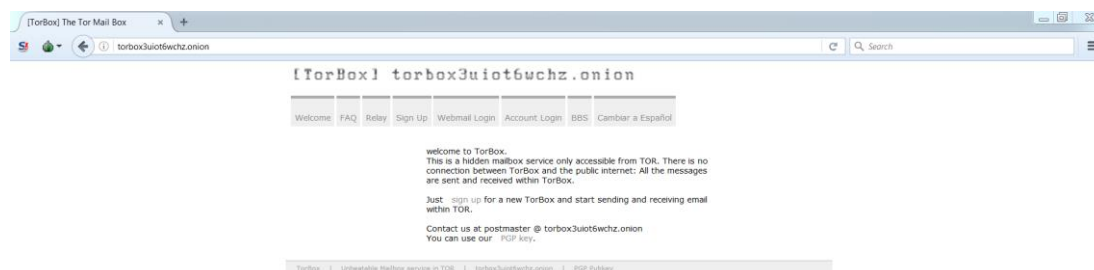 [TorBox] The Tor Mail Box
torbox3uiot6wchz.onion
Search
[TorBox] torbox3uiot6wchz.onion
Welcome FAQ Relay Sign Up Webmail Login Account Login BBS Cambiar a Español
welcome to TorBox.
This is a hidden mailbox service only accessible from TOR. There is no
connection between TorBox and the public internet: All the messages
are sent and received within TorBox.
Just sign up for a new TorBox and start sending and receiving email
within TOR.
Contact us at postmaster @ torbox3uiot6wchz.onion
You can use our PGP key.
TorBox | Unbeatable Mailbox service in TOR | torbox3uiot6wchz.onion | PGP Pubkey